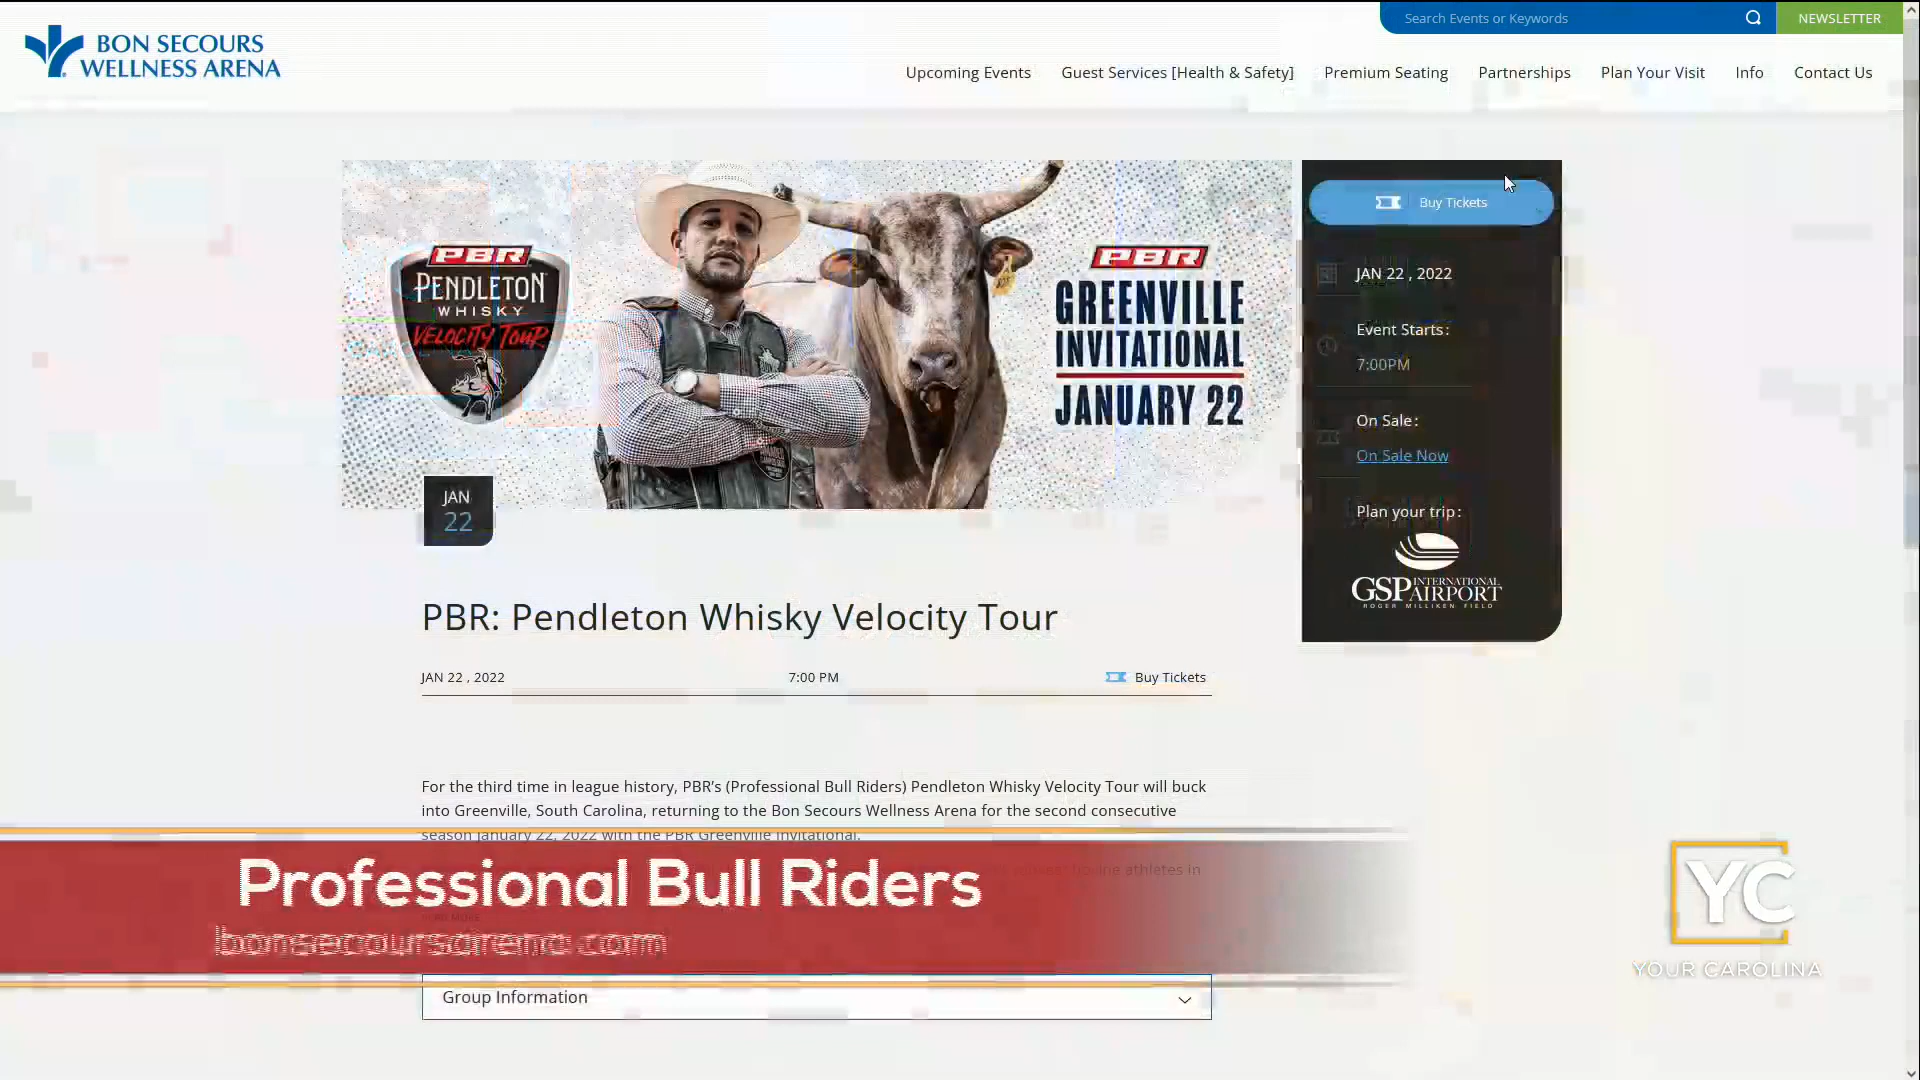 Search Events or Keywords
NEWSLETTER
BON SECOURS
WELLNESS ARENA
Upcoming Events Guest Services [Health & Safety] Premium Seating Partnerships Plan Your Visit Info Contact Us
PBR
PENDLETON
WHISKY
VELOCITY TOUR
PBR
GREENVILLE
INVITATIONAL
JANUARY 22
JAN
22
Buy Tickets
JAN 22 , 2022
Event Starts:
7:00PM
On Sale:
On Sale Now
Plan your trip:
GSP INTERNATIONAL
AIRPORT
ROGER MILLIKEN FIELD
PBR: Pendleton Whisky Velocity Tour
JAN 22 , 2022 7:00 PM Buy Tickets
For the third time in league history, PBR's (Professional Bull Riders) Pendleton Whisky Velocity Tour will buck
into Greenville, South Carolina, returning to the Bon Secours Wellness Arena for the second consecutive
season January 22, 2022 with the PBR Greenville Invitational.
athletes in
Professional Bull Riders
bonsecoursarena.com
Group Information
YC
YOUR CAROLINA